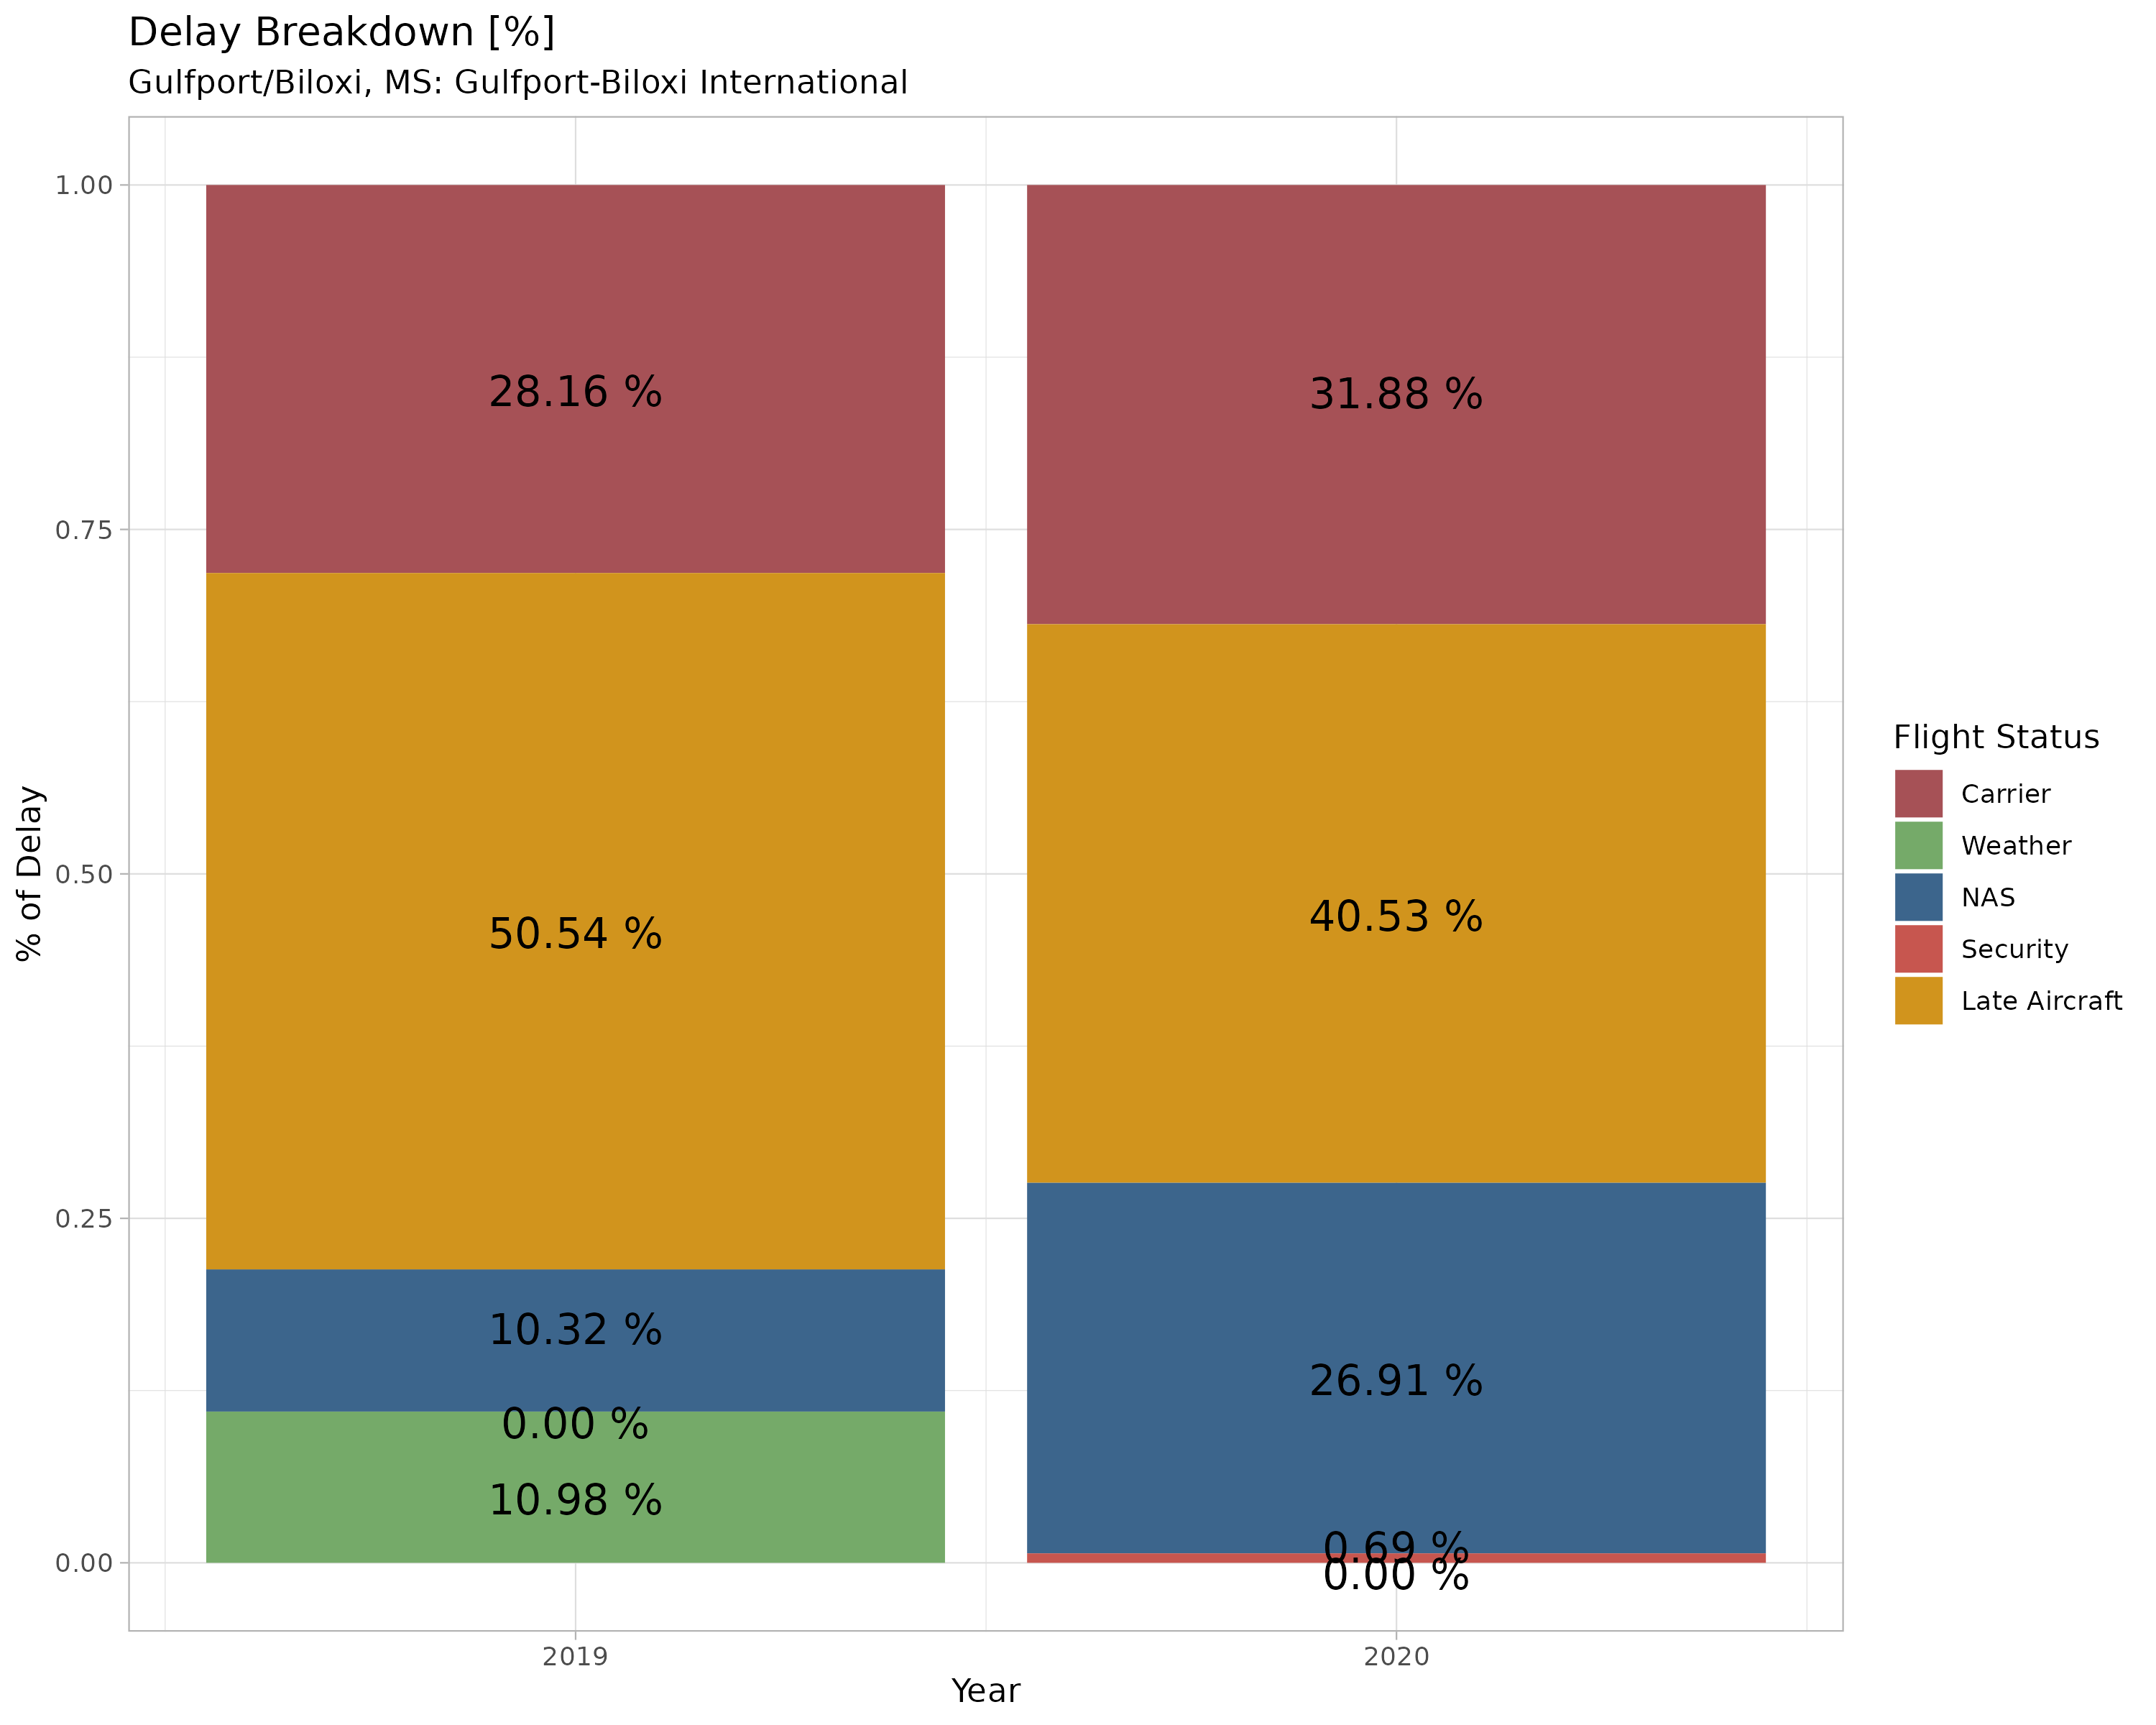 Delay Breakdown [%]
Gulfport/Biloxi, MS: Gulfport-Biloxi International
% of Delay
1.00
0.75
0.50
0.25
0.00
28.16 %
50.54 %
10.32 %
0.00 %
10.98 %
31.88 %
40.53 %
26.91 %
0.69 %
0.00 %
2019
2020
Year
Flight Status
Carrier
Weather
NAS
Security
Late Aircraft